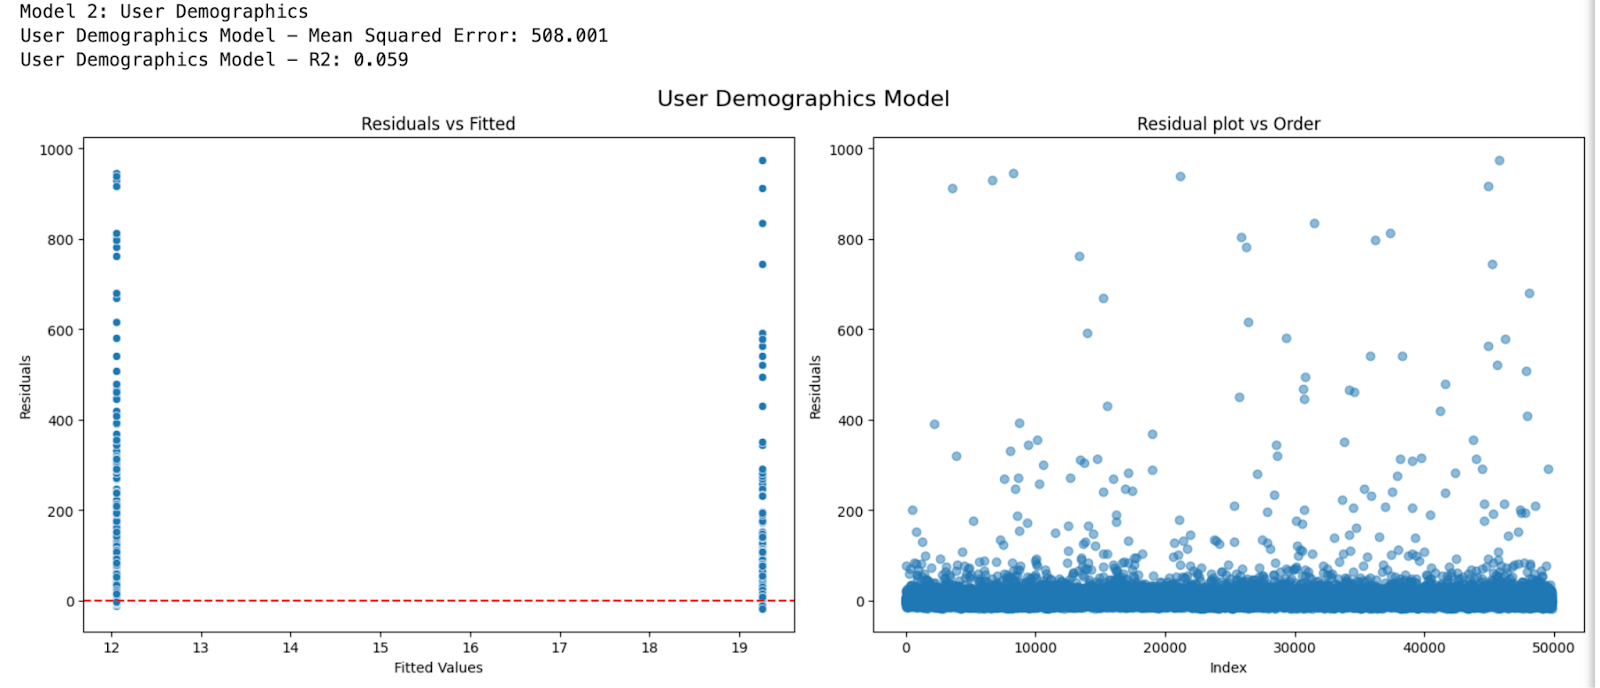 Model 2: User Demographics
User Demographics Model – Mean Squared Error: 508.001
User Demographics Model – R2: 0.059
User Demographics Model
Residuals vs Fitted
1000
800
600
400
200
0
Residuals
12 13 14 15 16 17 18 19
Fitted Values
Residual plot vs Order
1000
800
600
400
200
0
Residuals
0 10000 20000 30000 40000 50000
Index